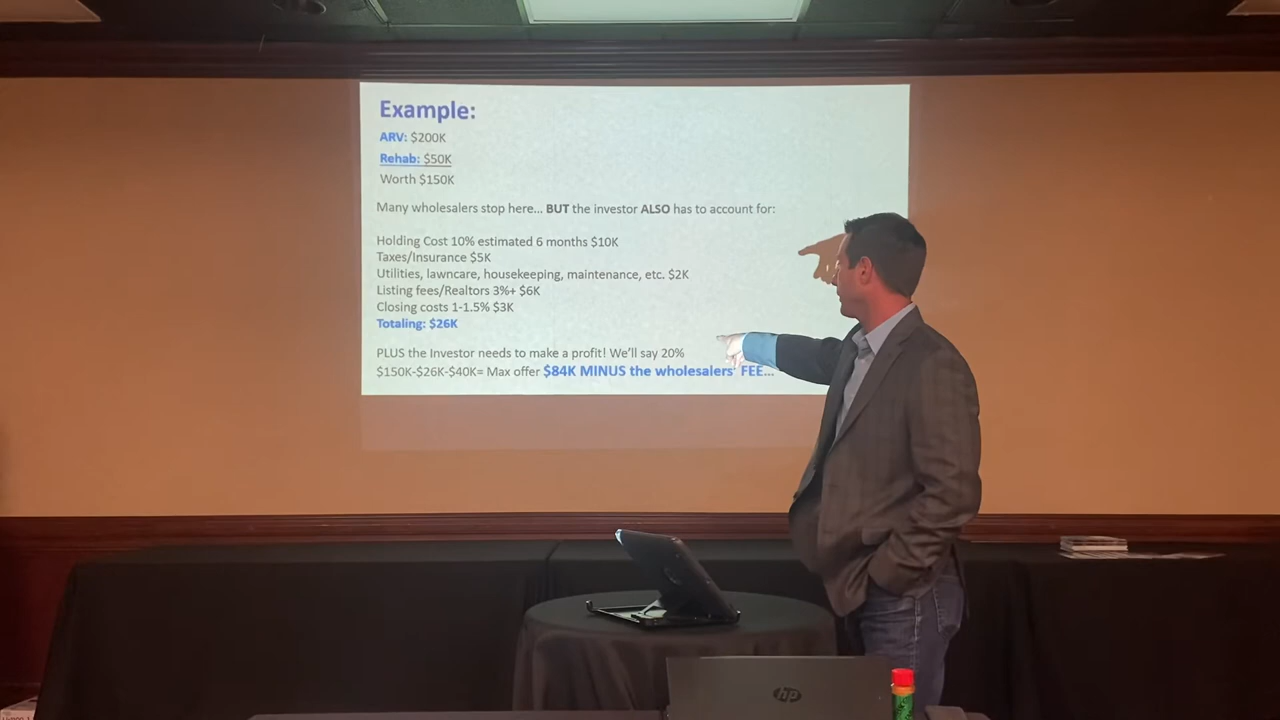 Example:
ARV: $200K
Rehab: $50K
Worth $150K
Many wholesalers stop here... BUT the investor ALSO has to account for:
Holding Cost 10% estimated 6 months $10K
Taxes/Insurance $5K
Utilities, lawncare, housekeeping, maintenance, etc. $2K
Listing fees/Realtors 3%+ $6K
Closing costs 1-1.5% $3K
Totaling: $26K
PLUS the Investor needs to make a profit! We'll say 20%
$150K-$26K-$40K= Max offer $84K MINUS the wholesalers' FEE...
hp